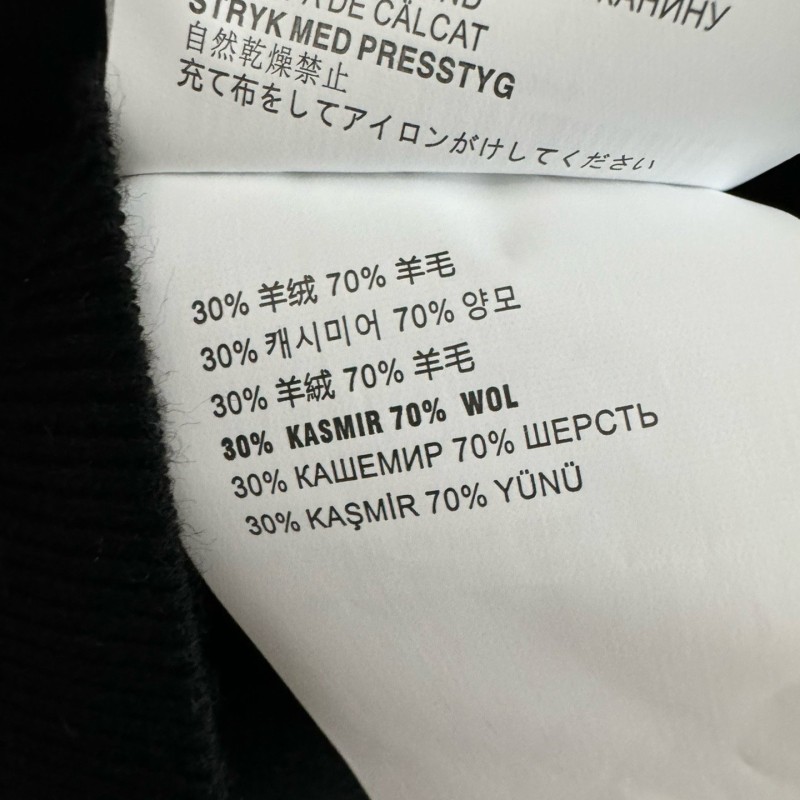 DE CĂLCAT
STRYK MED PRESSTYG
自然乾燥禁止
充て布をしてアイロンがけしてください
30% 羊绒 70% 羊毛
30% 캐시미어 70% 양모
30% 羊絨 70% 羊毛
30% KASMIR 70% WOL
30% КАШЕМИР 70% ШЕРСТЬ
30% KAŞMİR 70% YÜNÜ